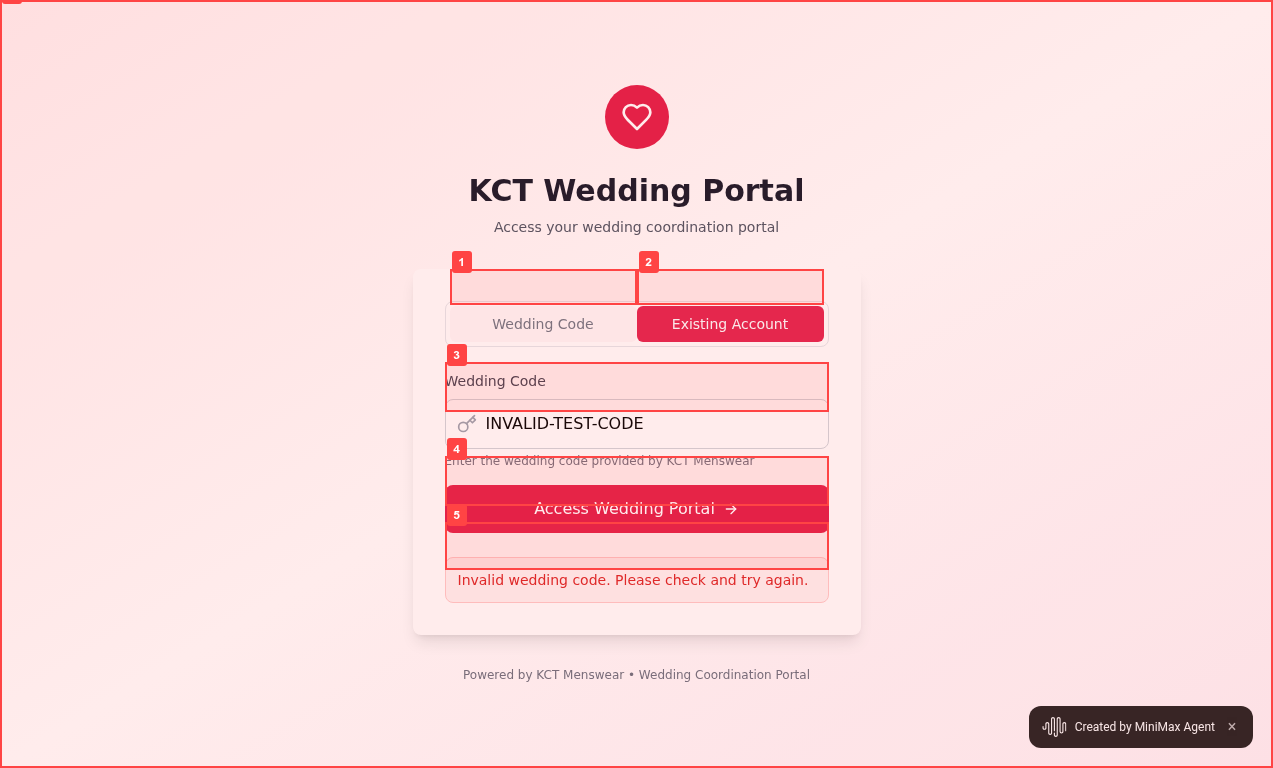 KCT Wedding Portal
Access your wedding coordination portal
1
2
Wedding Code
Existing Account
3
Wedding Code
INVALID-TEST-CODE
4
Enter the wedding code provided by KCT Menswear
Access Wedding Portal →
5
Invalid wedding code. Please check and try again.
Powered by KCT Menswear • Wedding Coordination Portal
Created by MiniMax Agent ×